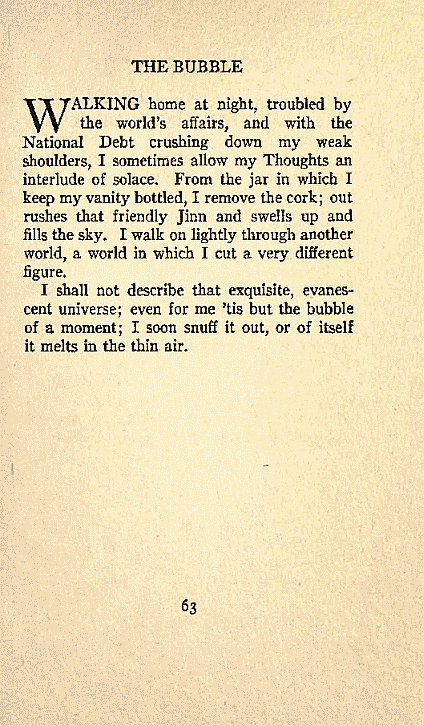 THE BUBBLE
WALKING home at night, troubled by
the world's affairs, and with the
National Debt crushing down my weak
shoulders, I sometimes allow my Thoughts an
interlude of solace. From the jar in which I
keep my vanity bottled, I remove the cork; out
rushes that friendly Jinn and swells up and
fills the sky. I walk on lightly through another
world, a world in which I cut a very different
figure.
I shall not describe that exquisite, evanes-
cent universe; even for me 'tis but the bubble
of a moment; I soon snuff it out, or of itself
it melts in the thin air.
63